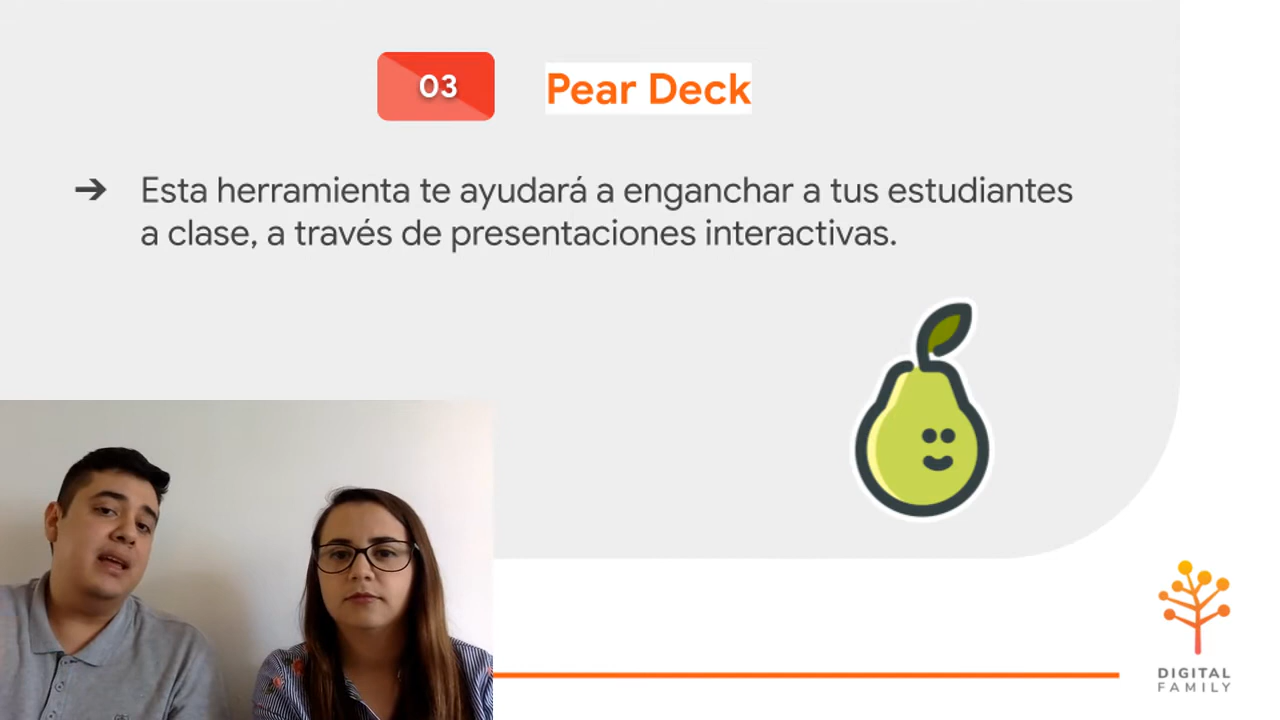 03
Pear Deck
➔ Esta herramienta te ayudará a enganchar a tus estudiantes
a clase, a través de presentaciones interactivas.
DIGITAL
FAMILY